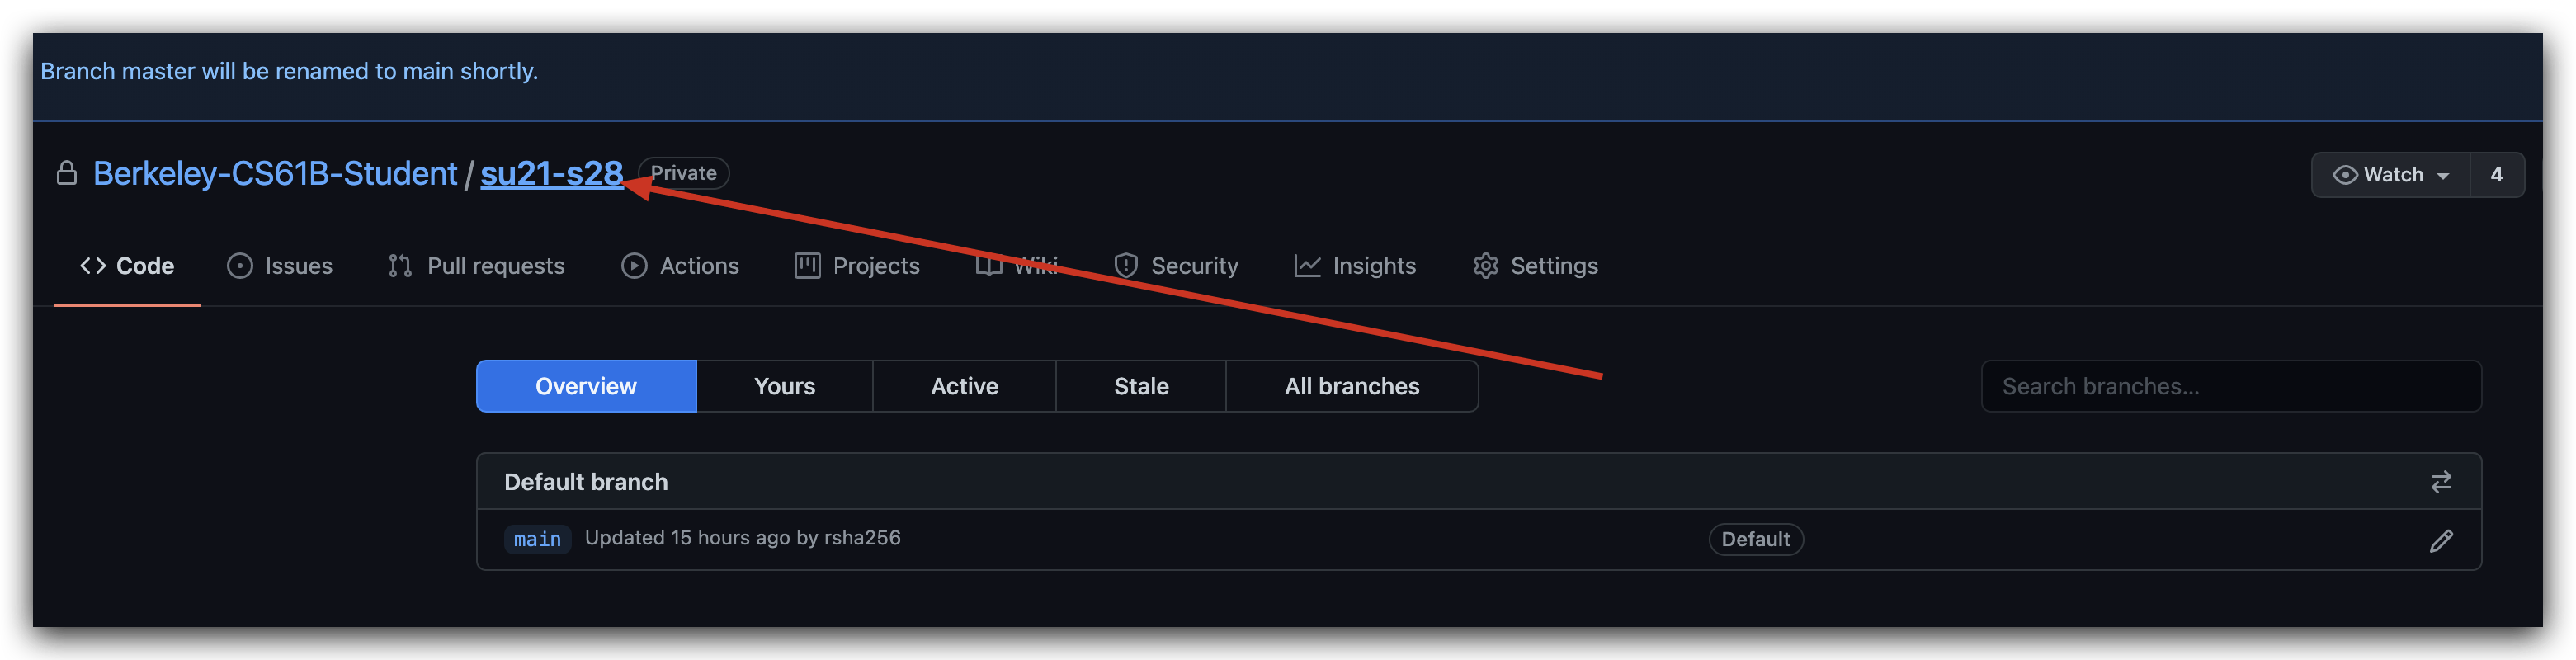 Branch master will be renamed to main shortly.
Berkeley-CS61B-Student / su21-s28 Private
Watch 4
Code Issues Pull requests Actions Projects Wiki Security Insights Settings
Overview Yours Active Stale All branches
Search branches...
Default branch
main Updated 15 hours ago by rsha256 Default